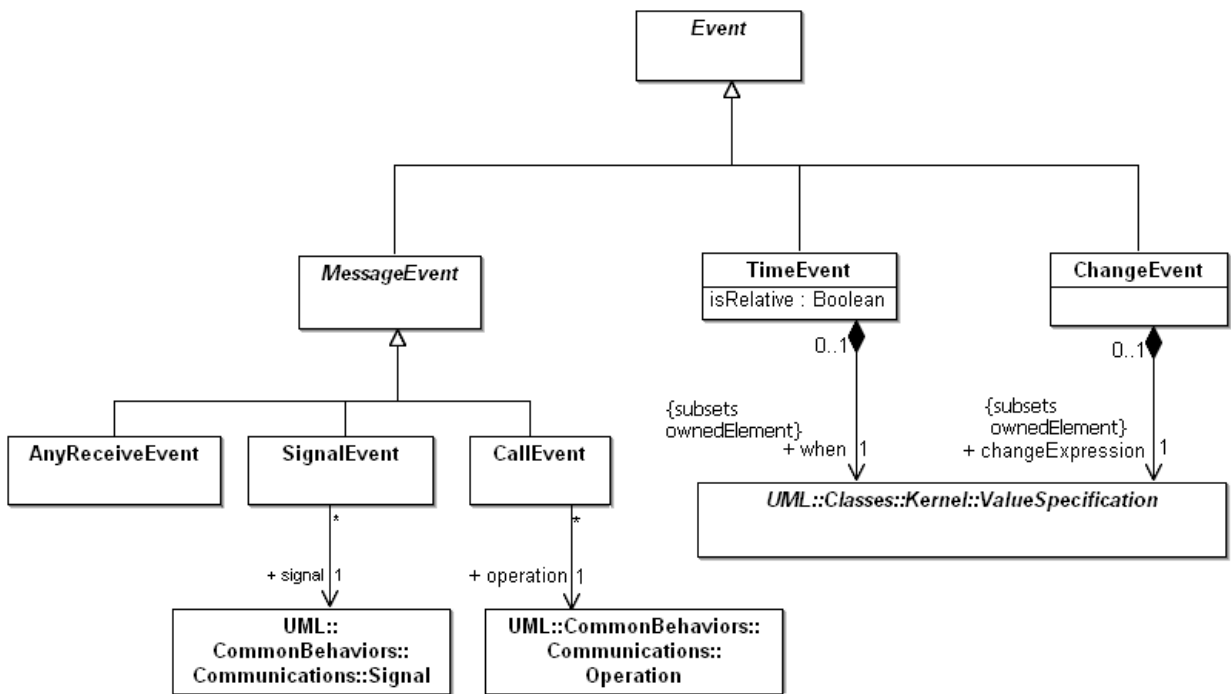 Event
MessageEvent
TimeEvent
isRelative : Boolean
ChangeEvent
0..1
0..1
{subsets
ownedElement}
+ when
1
{subsets
ownedElement}
+ changeExpression
1
AnyReceiveEvent
SignalEvent
CallEvent
UML::Classes::Kernel::ValueSpecification
*
*
+ signal
1
+ operation
1
UML::
CommonBehaviors::
Communications::Signal
UML::CommonBehaviors::
Communications::
Operation